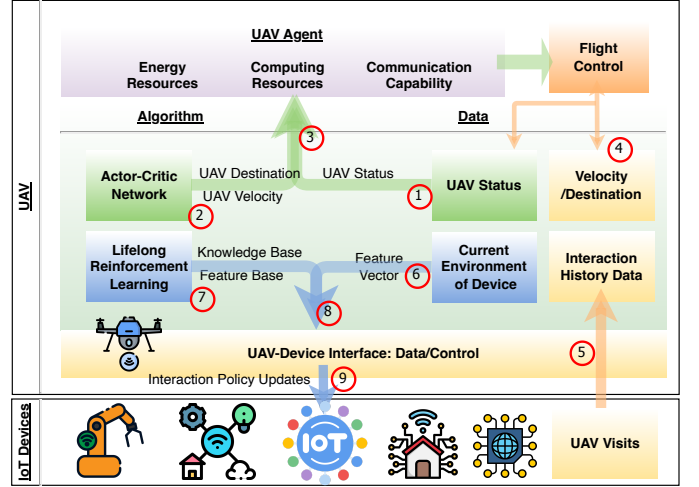 UAV Agent
Energy
Resources
Computing
Resources
Communication
Capability
Flight
Control
Algorithm
Data
3
4
UAV
Actor-Critic
Network
UAV Destination
UAV Velocity
2
UAV Status
1
UAV Status
Velocity
/Destination
Lifelong
Reinforcement
Learning
Knowledge Base
Feature Base
7
Feature
Vector
6
Current
Environment
of Device
Interaction
History Data
8
UAV-Device Interface: Data/Control
5
Interaction Policy Updates
9
IoT Devices
IoT
UAV Visits